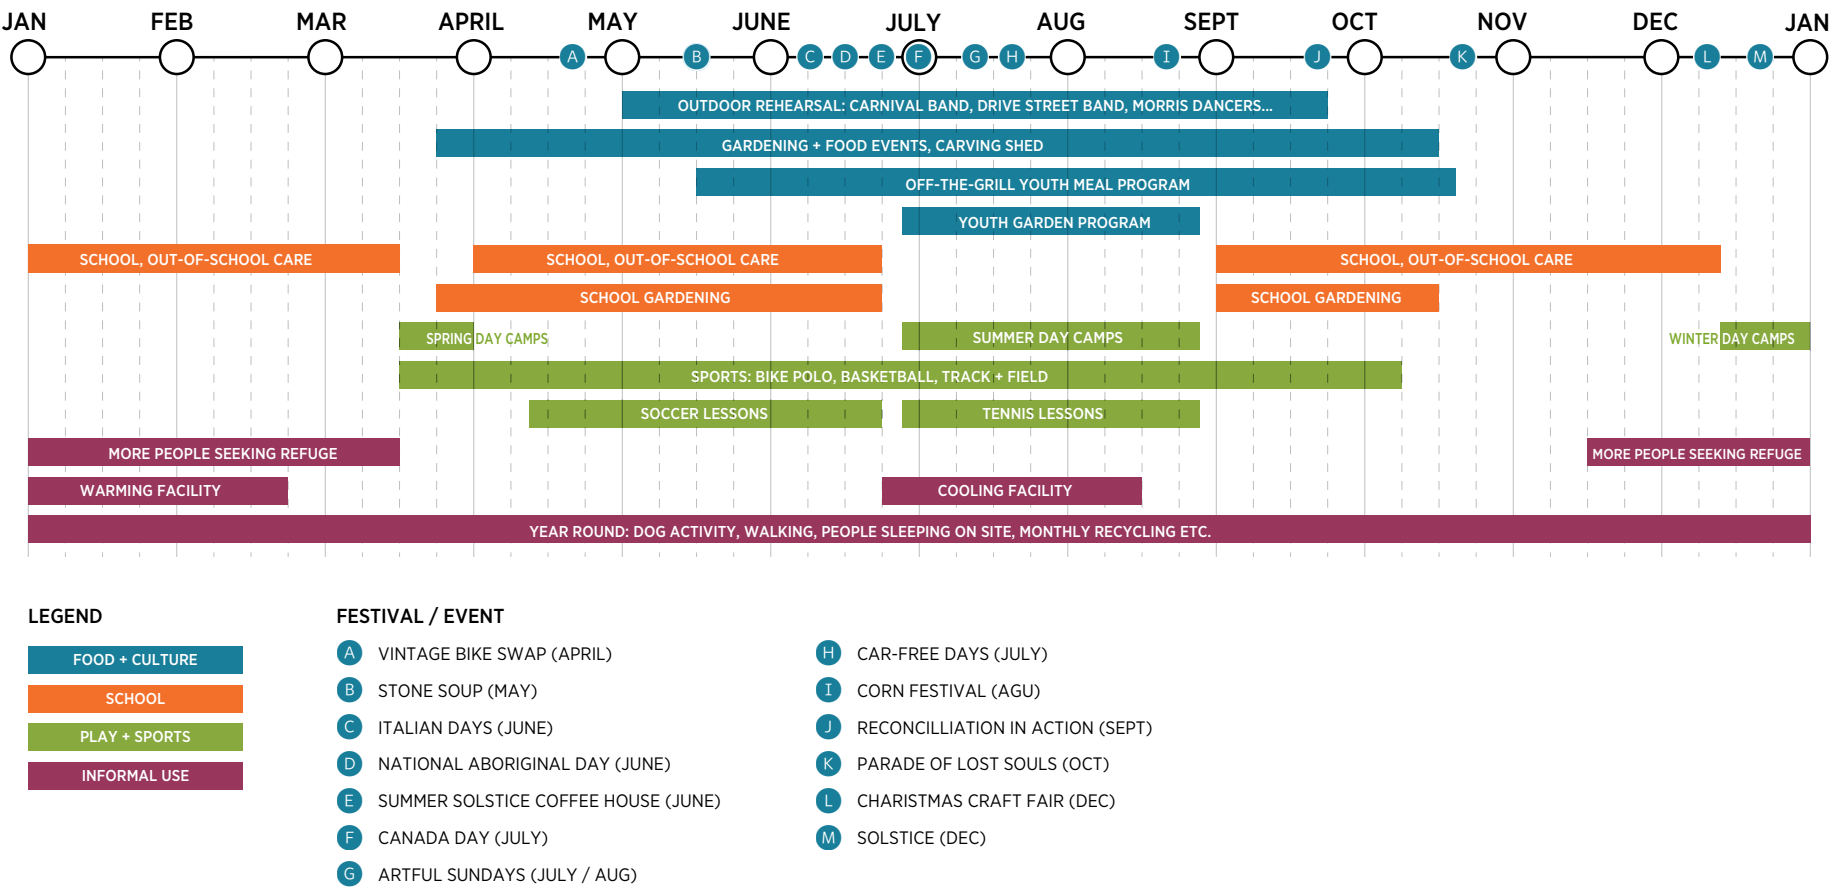 JAN FEB MAR APRIL MAY JUNE JULY AUG SEPT OCT NOV DEC JAN
A B C D E F G H I J K L M
OUTDOOR REHEARSAL: CARNIVAL BAND, DRIVE STREET BAND, MORRIS DANCERS...
GARDENING + FOOD EVENTS, CARVING SHED
OFF-THE-GRILL YOUTH MEAL PROGRAM
YOUTH GARDEN PROGRAM
SCHOOL, OUT-OF-SCHOOL CARE SCHOOL, OUT-OF-SCHOOL CARE SCHOOL, OUT-OF-SCHOOL CARE
SCHOOL GARDENING SCHOOL GARDENING
SPRING DAY CAMPS SUMMER DAY CAMPS WINTER DAY CAMPS
SPORTS: BIKE POLO, BASKETBALL, TRACK + FIELD
SOCCER LESSONS TENNIS LESSONS
MORE PEOPLE SEEKING REFUGE MORE PEOPLE SEEKING REFUGE
WARMING FACILITY COOLING FACILITY
YEAR ROUND: DOG ACTIVITY, WALKING, PEOPLE SLEEPING ON SITE, MONTHLY RECYCLING ETC.
LEGEND
FOOD + CULTURE
SCHOOL
PLAY + SPORTS
INFORMAL USE
FESTIVAL / EVENT
A VINTAGE BIKE SWAP (APRIL)
B STONE SOUP (MAY)
C ITALIAN DAYS (JUNE)
D NATIONAL ABORIGINAL DAY (JUNE)
E SUMMER SOLSTICE COFFEE HOUSE (JUNE)
F CANADA DAY (JULY)
G ARTFUL SUNDAYS (JULY / AUG)
H CAR-FREE DAYS (JULY)
I CORN FESTIVAL (AGU)
J RECONCILLIATION IN ACTION (SEPT)
K PARADE OF LOST SOULS (OCT)
L CHARISTMAS CRAFT FAIR (DEC)
M SOLSTICE (DEC)